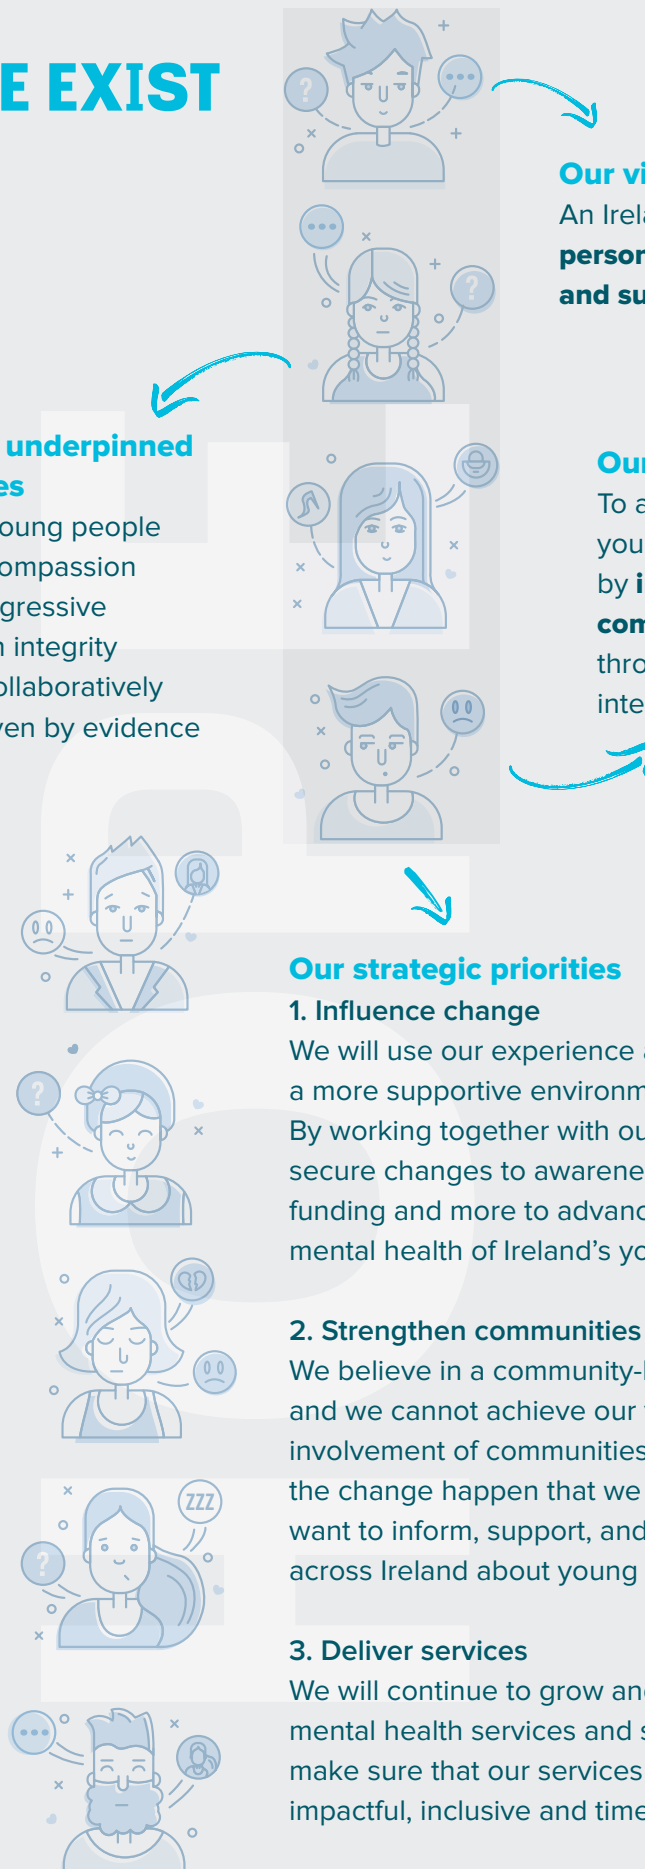 E EXIST
Our vi
An Irel
person
and su
underpinned
es
oung people
ompassion
gressive
n integrity
ollaboratively
ven by evidence
Our
To a
you
by i
com
thro
inte
Our strategic priorities
1. Influence change
We will use our experience a
a more supportive environm
By working together with ou
secure changes to awarene
funding and more to advanc
mental health of Ireland's yo
2. Strengthen communities
We believe in a community-l
and we cannot achieve our
involvement of communities
the change happen that we
want to inform, support, and
across Ireland about young
3. Deliver services
We will continue to grow and
mental health services and s
make sure that our services
impactful, inclusive and time
?
?
?
?
ZZZ